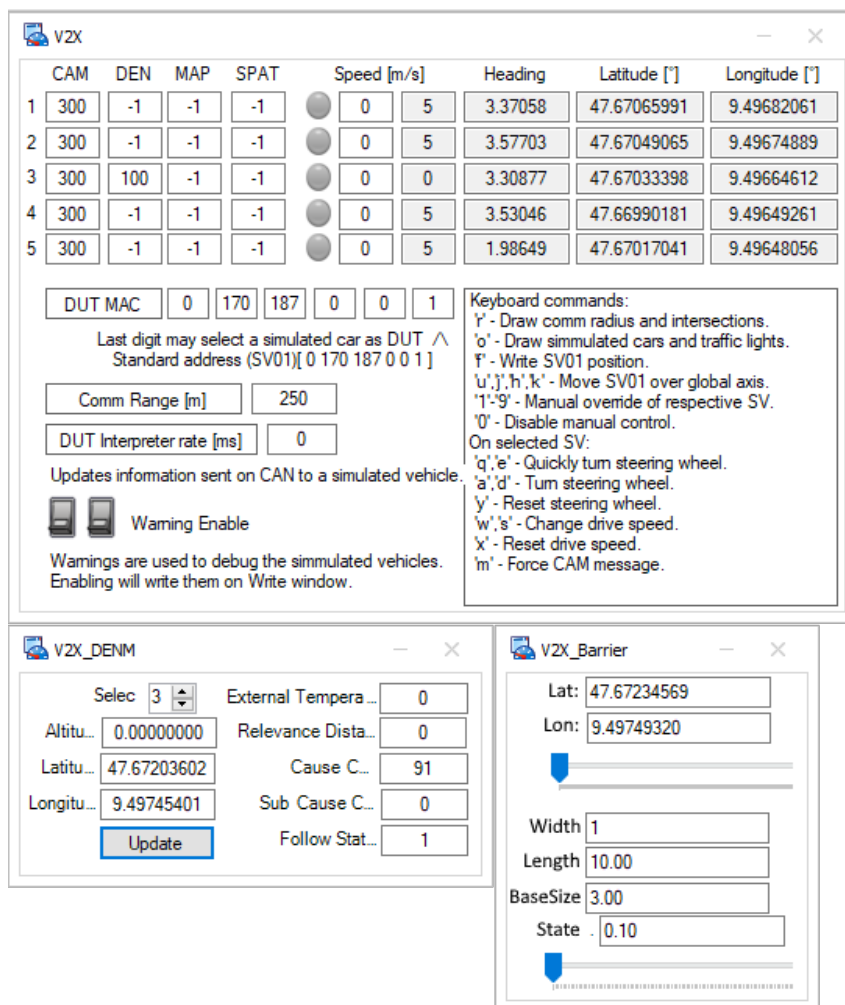 V2X
CAM DEN MAP SPAT Speed [m/s] Heading Latitude [°] Longitude [°]
1 300 -1 -1 -1 0 5 3.37058 47.67065991 9.49682061
2 300 -1 -1 -1 0 5 3.57703 47.67049065 9.49674889
3 300 100 -1 -1 0 0 3.30877 47.67033398 9.49664612
4 300 -1 -1 -1 0 5 3.53046 47.66990181 9.49649261
5 300 -1 -1 -1 0 5 1.98649 47.67017041 9.49648056
DUT MAC 0 170 187 0 0 1
Last digit may select a simulated car as DUT /\
Standard address (SV01)[ 0 170 187 0 0 1 ]
Comm Range [m] 250
DUT Interpreter rate [ms] 0
Updates information sent on CAN to a simulated vehicle.
Warning Enable
Warnings are used to debug the simmulated vehicles.
Enabling will write them on Write window.
Keyboard commands:
'r' - Draw comm radius and intersections.
'o' - Draw simmulated cars and traffic lights.
'f' - Write SV01 position.
'u','j','h','k' - Move SV01 over global axis.
'1'-'9' - Manual override of respective SV.
'0' - Disable manual control.
On selected SV:
'q','e' - Quickly turn steering wheel.
'a','d' - Turn steering wheel.
'y' - Reset steering wheel.
'w','s' - Change drive speed.
'x' - Reset drive speed.
'm' - Force CAM message.
V2X_DENM
Selec 3 External Tempera ... 0
Altitu... 0.00000000 Relevance Dista... 0
Latitu... 47.67203602 Cause C... 91
Longitu... 9.49745401 Sub Cause C... 0
Update Follow Stat... 1
V2X_Barrier
Lat: 47.67234569
Lon: 9.49749320
Width 1
Length 10.00
BaseSize 3.00
State . 0.10